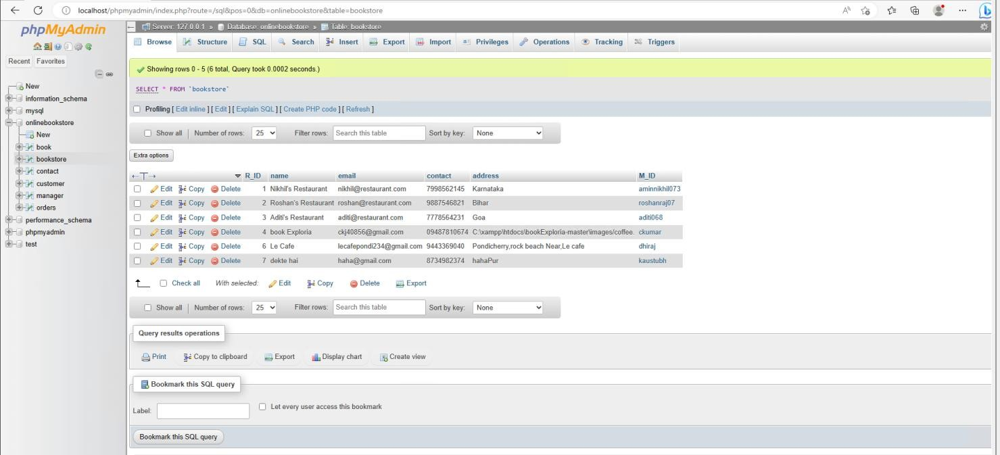 localhost/phpmyadmin/index.php?route=/sql&pos=0&db=onlinebookstore&table=bookstore
phpMyAdmin
Recent Favorites
New
information_schema
mysql
onlinebookstore
New
book
bookstore
contact
customer
manager
orders
performance_schema
phpmyadmin
test
Server: 127.0.0.1 » Database: onlinebookstore » Table: bookstore
Browse Structure SQL Search Insert Export Import Privileges Operations Tracking Triggers
Showing rows 0 - 5 (6 total, Query took 0.0002 seconds.)
SELECT * FROM `bookstore`
Profiling [ Edit inline ] [ Edit ] [ Explain SQL ] [ Create PHP code ] [ Refresh ]
Show all Number of rows: 25 Filter rows: Search this table Sort by key: None
Extra options
←T→ R_ID name email contact address M_ID
Edit Copy Delete 1 Nikhil's Restaurant nikhil@restaurant.com 7998562145 Karnataka aminnikhil073
Edit Copy Delete 2 Roshan's Restaurant roshan@restaurant.com 9887546821 Bihar roshanraj07
Edit Copy Delete 3 Aditi's Restaurant aditi@restaurant.com 7778564231 Goa aditi068
Edit Copy Delete 4 book Exploria ckj40856@gmail.com 09487810674 C:\xampp\htdocs\bookExploria-master\images/coffee. ckumar
Edit Copy Delete 6 Le Cafe lecafepondi234@gmail.com 9443369040 Pondicherry,rock beach Near,Le cafe dhiraj
Edit Copy Delete 7 dekte hai haha@gmail.com 8734982374 hahaPur kaustubh
Check all With selected: Edit Copy Delete Export
Show all Number of rows: 25 Filter rows: Search this table Sort by key: None
Query results operations
Print Copy to clipboard Export Display chart Create view
Bookmark this SQL query
Label: Let every user access this bookmark
Bookmark this SQL query